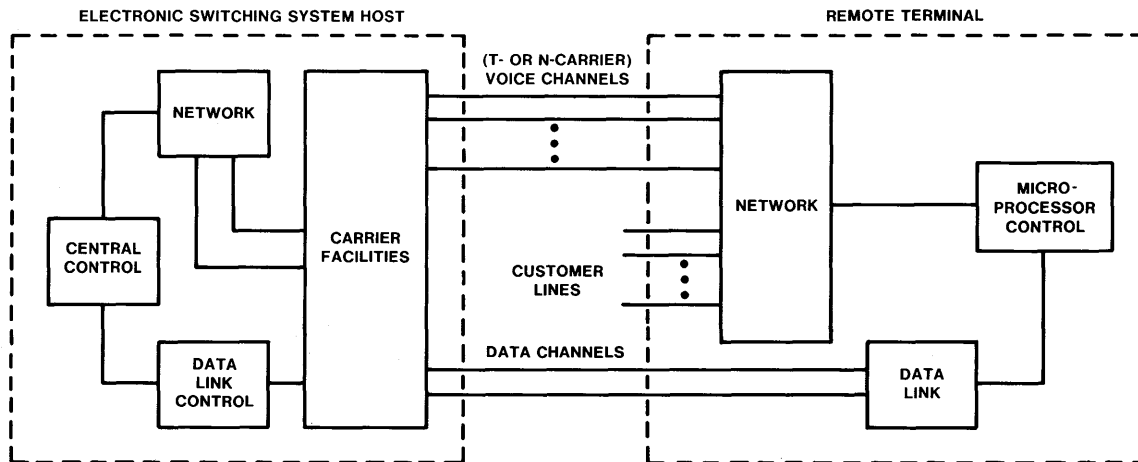 ELECTRONIC SWITCHING SYSTEM HOST
REMOTE TERMINAL
(T- OR N-CARRIER)
VOICE CHANNELS
NETWORK
CENTRAL
CONTROL
CARRIER
FACILITIES
DATA
LINK
CONTROL
CUSTOMER
LINES
DATA CHANNELS
NETWORK
MICRO-
PROCESSOR
CONTROL
DATA
LINK